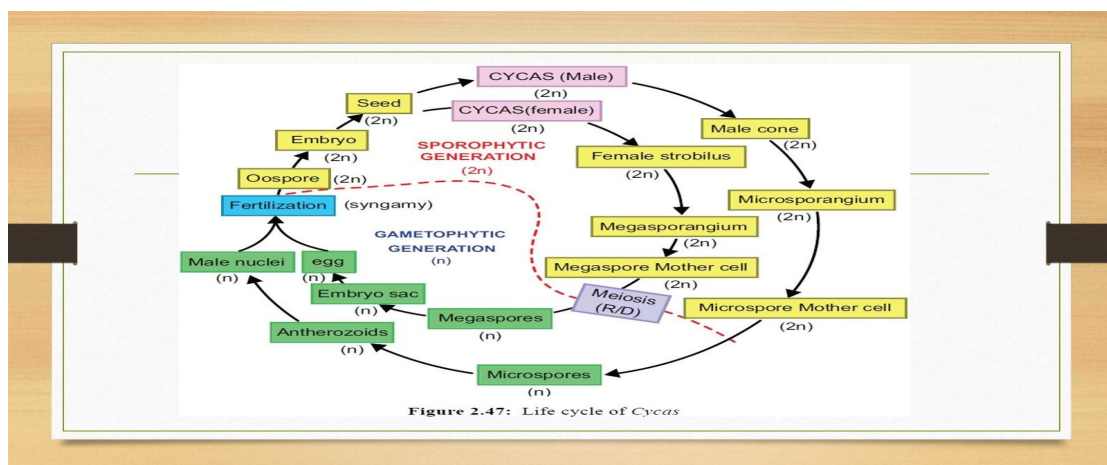 CYCAS (Male)
(2n)
CYCAS(female)
(2n)
Seed
(2n)
Embryo
(2n)
Oospore (2n)
Fertilization (syngamy)
SPOROPHYTIC
GENERATION
(2n)
GAMETOPHYTIC
GENERATION
(n)
Male cone
(2n)
Female strobilus
(2n)
Microsporangium
(2n)
Megasporangium
(2n)
Megaspore Mother cell
(2n)
Microspore Mother cell
(2n)
Meiosis
(R/D)
Male nuclei
(n)
egg
(n)
Embryo sac
(n)
Megaspores
(n)
Antherozoids
(n)
Microspores
(n)
Figure 2.47: Life cycle of Cycas